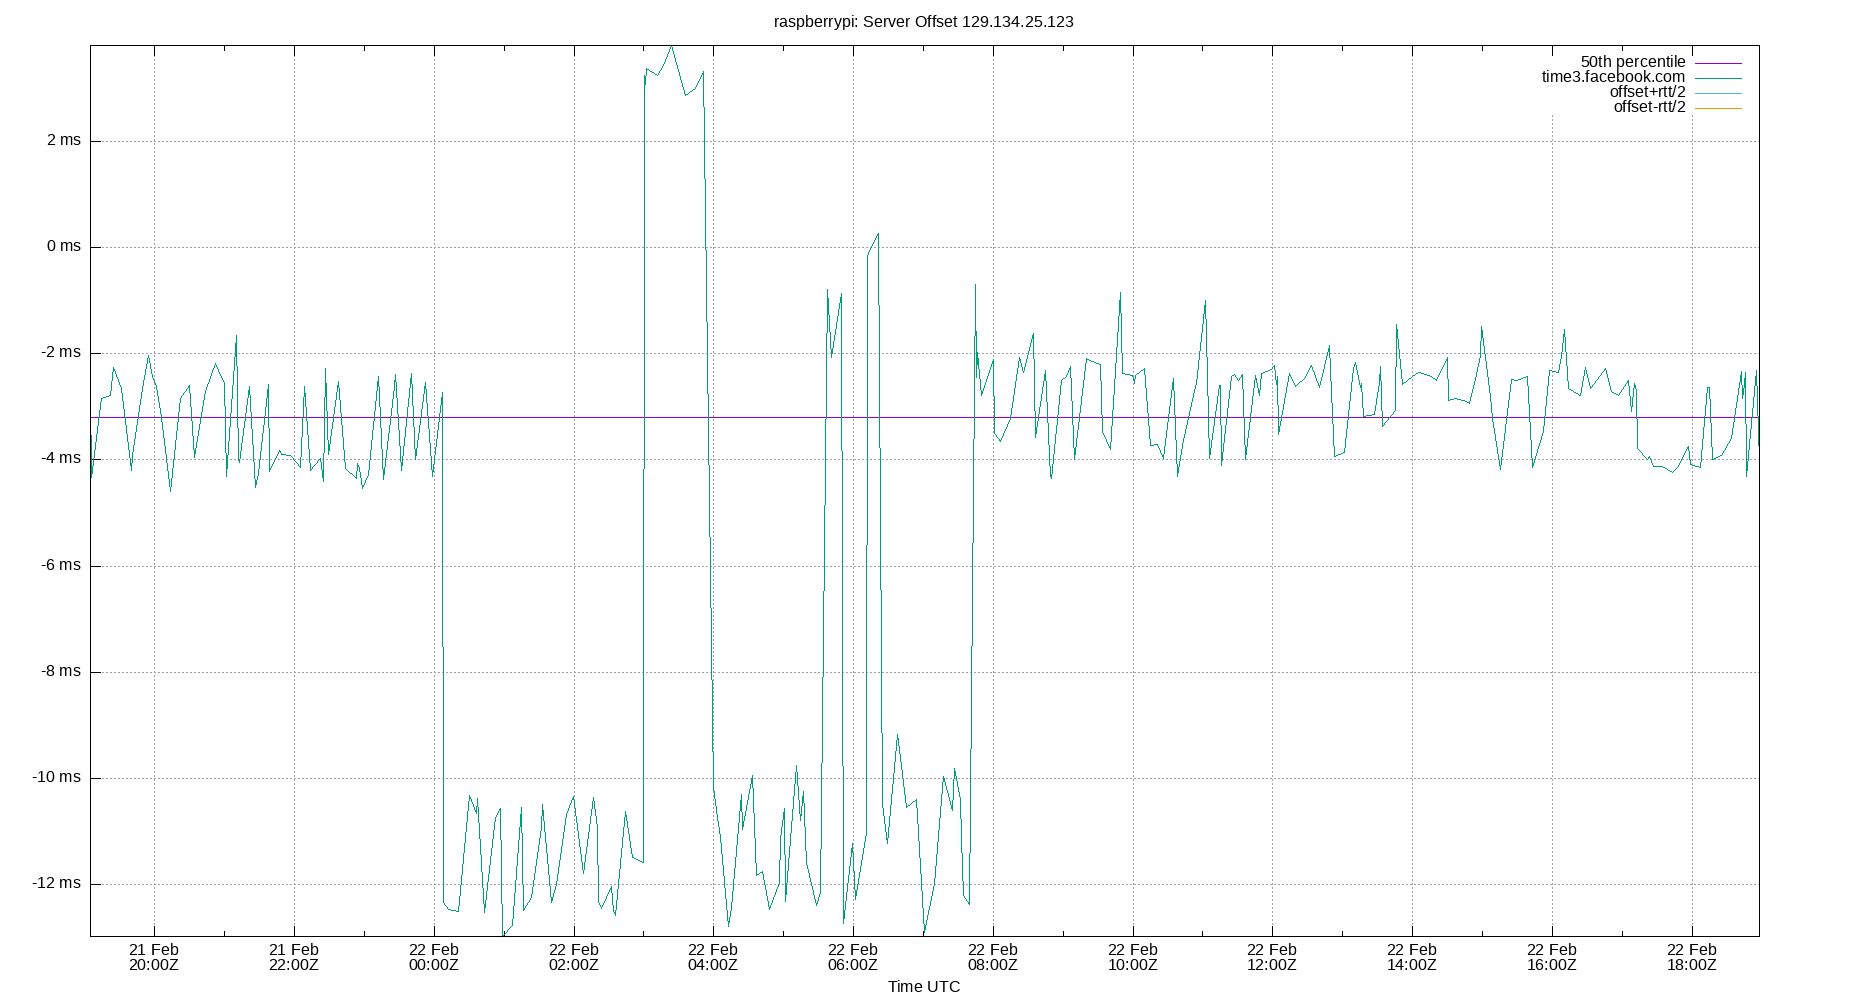 raspberrypi: Server Offset 129.134.25.123
50th percentile
time3.facebook.com
offset+rtt/2
offset-rtt/2
2 ms
0 ms
-2 ms
-4 ms
-6 ms
-8 ms
-10 ms
-12 ms
21 Feb 21 Feb 22 Feb 22 Feb 22 Feb 22 Feb 22 Feb 22 Feb 22 Feb 22 Feb 22 Feb 22 Feb
20:00Z 22:00Z 00:00Z 02:00Z 04:00Z 06:00Z 08:00Z 10:00Z 12:00Z 14:00Z 16:00Z 18:00Z
Time UTC